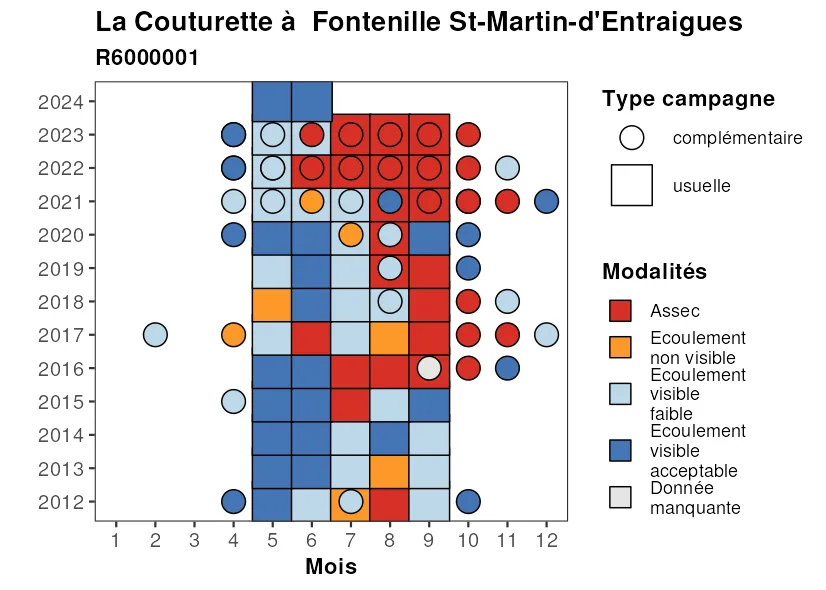 La Couturette à  Fontenille St-Martin-d'Entraigues
R6000001
2024
2023
2022
2021
2020
2019
2018
2017
2016
2015
2014
2013
2012
1 2 3 4 5 6 7 8 9 10 11 12
Mois
Type campagne
complémentaire
usuelle
Modalités
Assec
Ecoulement
non visible
Ecoulement
visible
faible
Ecoulement
visible
acceptable
Donnée
manquante